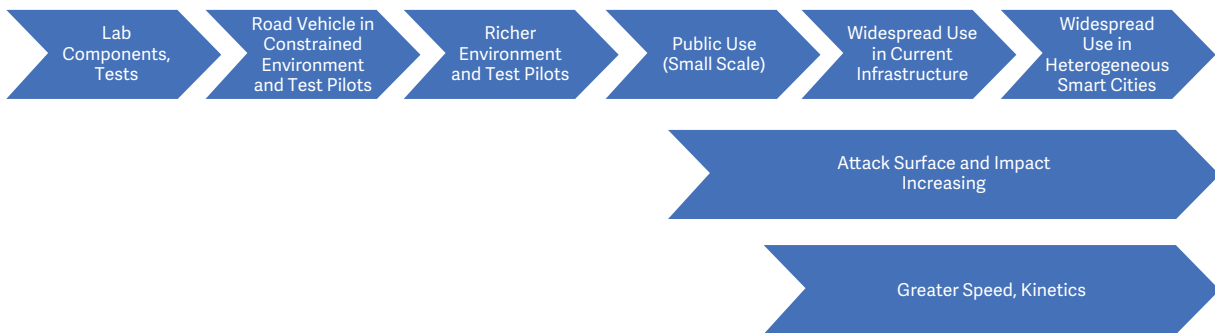 Lab
Components,
Tests
Road Vehicle in
Constrained
Environment
and Test Pilots
Richer
Environment
and Test Pilots
Public Use
(Small Scale)
Widespread Use
in Current
Infrastructure
Widespread
Use in
Heterogeneous
Smart Cities
Attack Surface and Impact
Increasing
Greater Speed, Kinetics